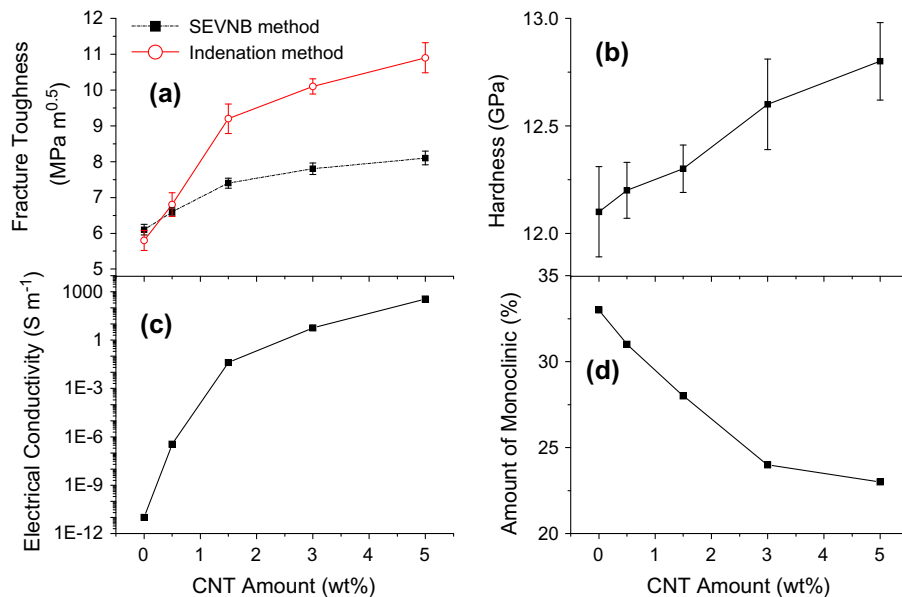 SEVNB method
Indenation method
(a)
Fracture Toughness
(MPa m^0.5)
12
11
10
9
8
7
6
5
(b)
Hardness (GPa)
13.0
12.5
12.0
(c)
Electrical Conductivity (S m-1)
1000
1
1E-3
1E-6
1E-9
1E-12
0 1 2 3 4 5
CNT Amount (wt%)
(d)
Amount of Monoclinic (%)
35
30
25
20
0 1 2 3 4 5
CNT Amount (wt%)